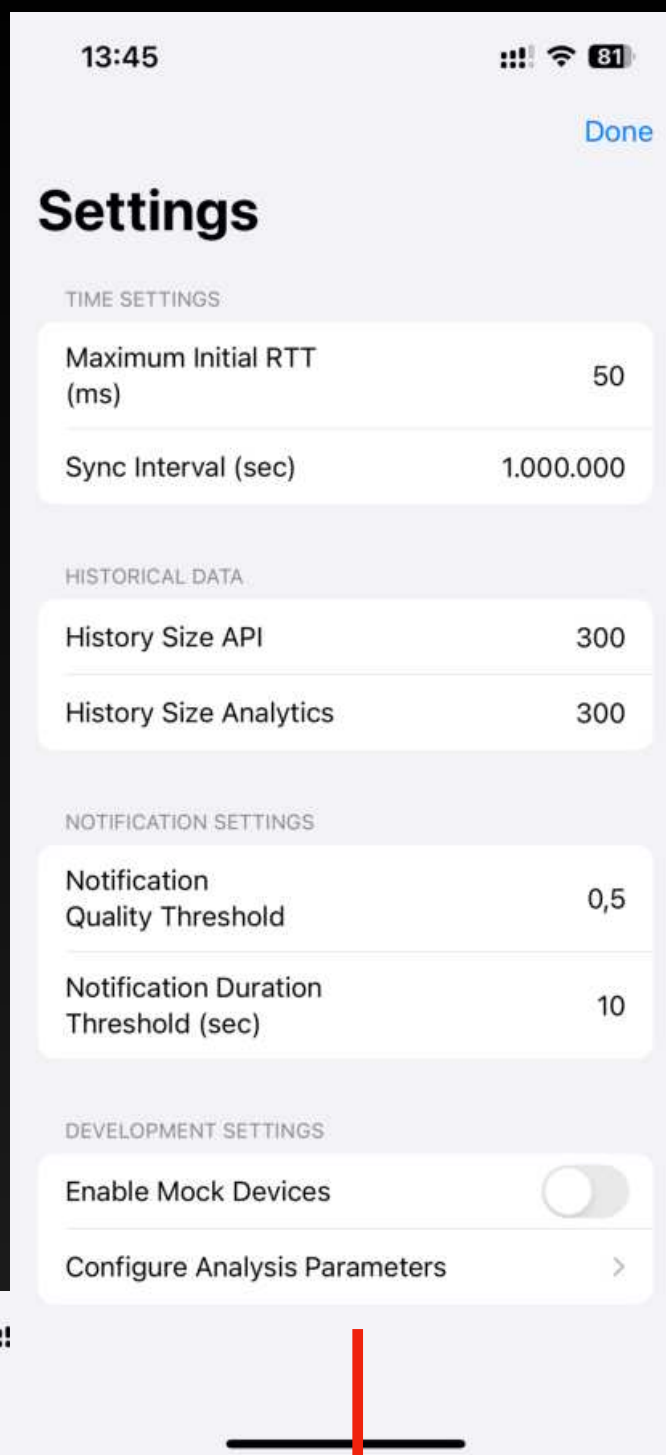 13:45
81
Done
Settings
TIME SETTINGS
Maximum Initial RTT
(ms)
50
Sync Interval (sec)
1.000.000
HISTORICAL DATA
History Size API
300
History Size Analytics
300
NOTIFICATION SETTINGS
Notification
Quality Threshold
0,5
Notification Duration
Threshold (sec)
10
DEVELOPMENT SETTINGS
Enable Mock Devices
Configure Analysis Parameters